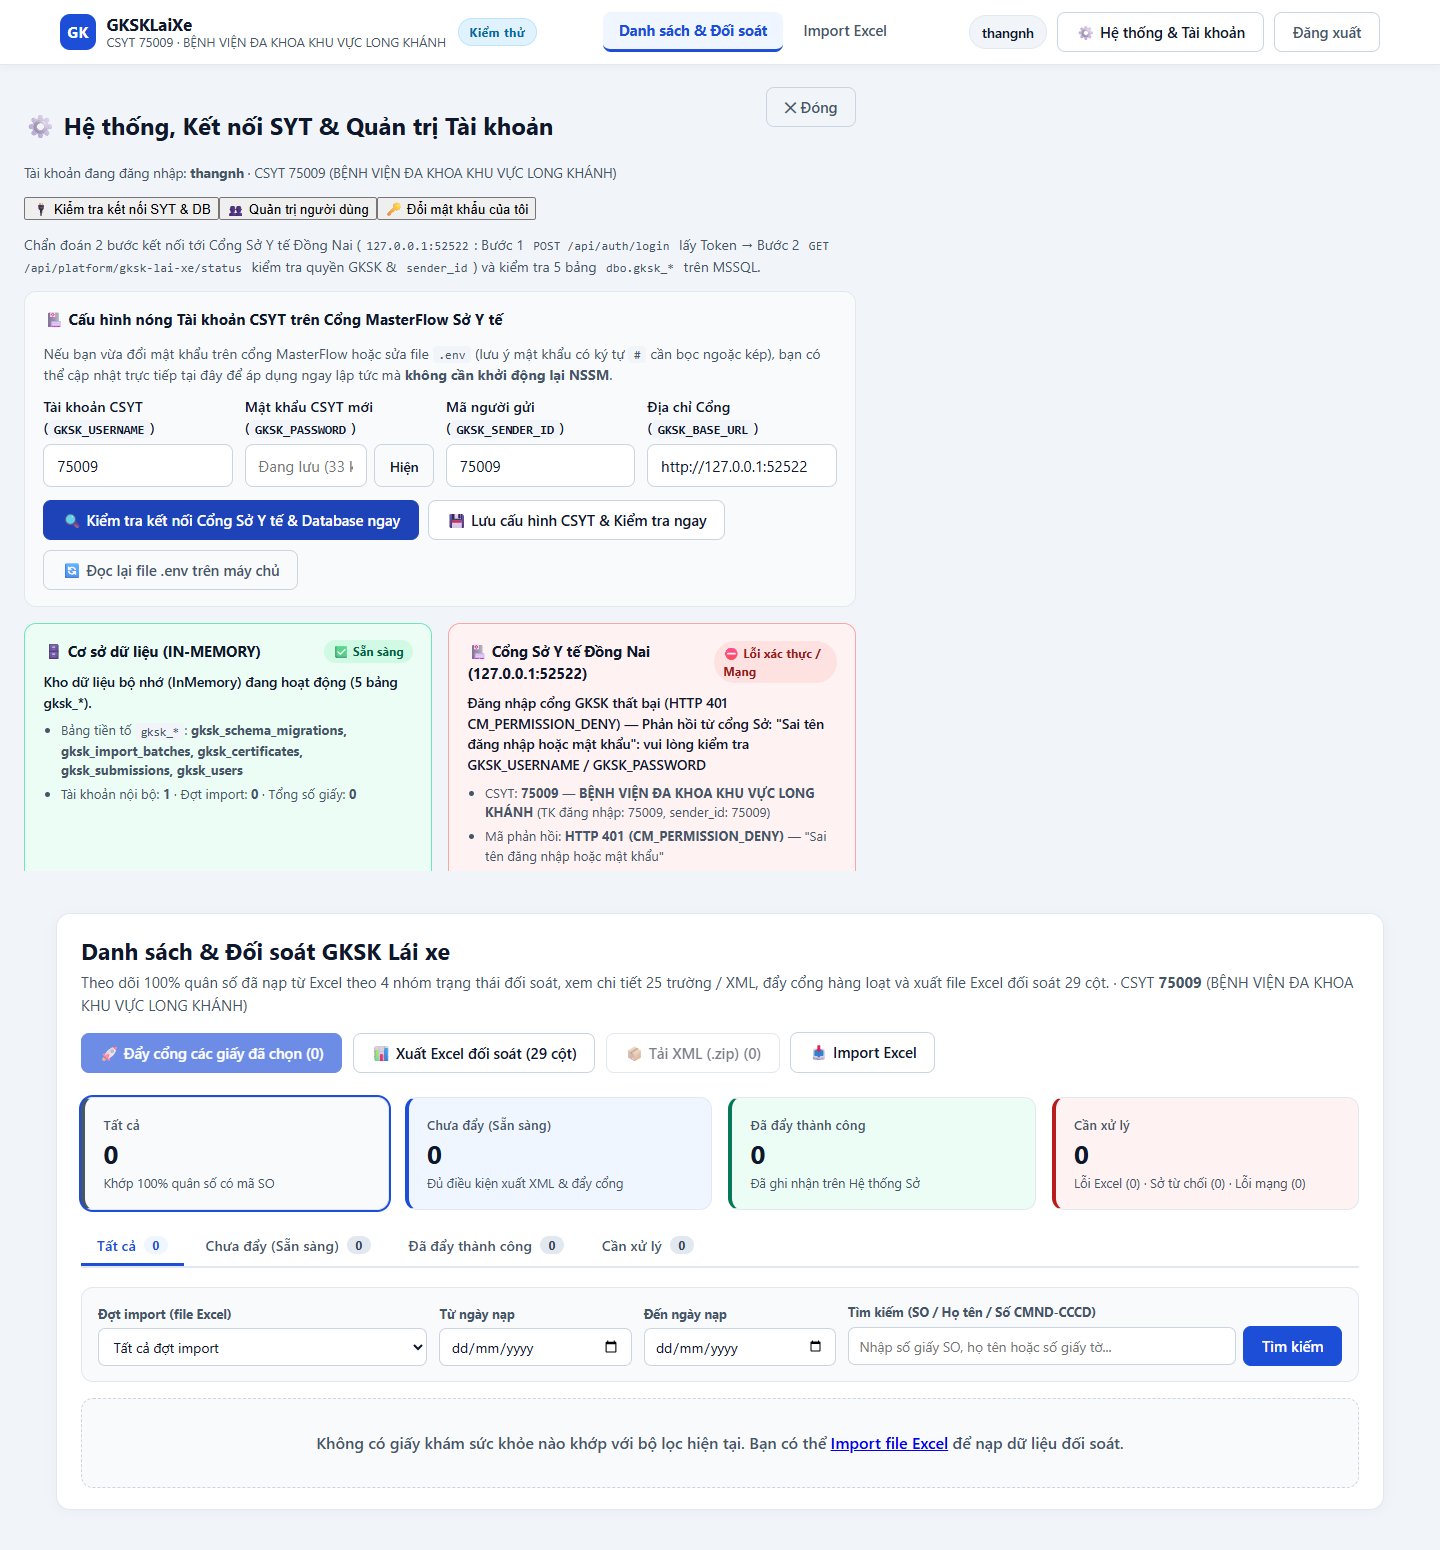 GK
GKSKLaiXe
CSYT 75009 · BỆNH VIỆN ĐA KHOA KHU VỰC LONG KHÁNH
Kiểm thử
Danh sách & Đối soát
Import Excel
thangnh
Hệ thống & Tài khoản
Đăng xuất
Hệ thống, Kết nối SYT & Quản trị Tài khoản
✕ Đóng
Tài khoản đang đăng nhập: thangnh · CSYT 75009 (BỆNH VIỆN ĐA KHOA KHU VỰC LONG KHÁNH)
Kiểm tra kết nối SYT & DB
Quản trị người dùng
Đổi mật khẩu của tôi
Chẩn đoán 2 bước kết nối tới Cổng Sở Y tế Đồng Nai ( 127.0.0.1:52522 : Bước 1 POST /api/auth/login lấy Token → Bước 2 GET
/api/platform/gksk-lai-xe/status kiểm tra quyền GKSK & sender_id ) và kiểm tra 5 bảng dbo.gksk_* trên MSSQL.
Cấu hình nóng Tài khoản CSYT trên Cổng MasterFlow Sở Y tế
Nếu bạn vừa đổi mật khẩu trên cổng MasterFlow hoặc sửa file .env (lưu ý mật khẩu có ký tự # cần bọc ngoặc kép), bạn có
thể cập nhật trực tiếp tại đây để áp dụng ngay lập tức mà không cần khởi động lại NSSM.
Tài khoản CSYT
( GKSK_USERNAME )
Mật khẩu CSYT mới
( GKSK_PASSWORD )
Mã người gửi
( GKSK_SENDER_ID )
Địa chỉ Cổng
( GKSK_BASE_URL )
75009
Đang lưu (33 k
Hiện
75009
http://127.0.0.1:52522
Kiểm tra kết nối Cổng Sở Y tế & Database ngay
Lưu cấu hình CSYT & Kiểm tra ngay
Đọc lại file .env trên máy chủ
Cơ sở dữ liệu (IN-MEMORY)
Sẵn sàng
Kho dữ liệu bộ nhớ (InMemory) đang hoạt động (5 bảng
gksk_*).
Bảng tiền tố gksk_* : gksk_schema_migrations,
gksk_import_batches, gksk_certificates,
gksk_submissions, gksk_users
Tài khoản nội bộ: 1 · Đợt import: 0 · Tổng số giấy: 0
Cổng Sở Y tế Đồng Nai
(127.0.0.1:52522)
Lỗi xác thực /
Mạng
Đăng nhập cổng GKSK thất bại (HTTP 401
CM_PERMISSION_DENY) — Phản hồi từ cổng Sở: "Sai tên
đăng nhập hoặc mật khẩu": vui lòng kiểm tra
GKSK_USERNAME / GKSK_PASSWORD
CSYT: 75009 — BỆNH VIỆN ĐA KHOA KHU VỰC LONG
KHÁNH (TK đăng nhập: 75009, sender_id: 75009)
Mã phản hồi: HTTP 401 (CM_PERMISSION_DENY) — "Sai
tên đăng nhập hoặc mật khẩu"
Danh sách & Đối soát GKSK Lái xe
Theo dõi 100% quân số đã nạp từ Excel theo 4 nhóm trạng thái đối soát, xem chi tiết 25 trường / XML, đẩy cổng hàng loạt và xuất file Excel đối soát 29 cột. · CSYT 75009 (BỆNH VIỆN ĐA KHOA
KHU VỰC LONG KHÁNH)
Đẩy cổng các giấy đã chọn (0)
Xuất Excel đối soát (29 cột)
Tải XML (.zip) (0)
Import Excel
Tất cả
0
Khớp 100% quân số có mã SO
Chưa đẩy (Sẵn sàng)
0
Đủ điều kiện xuất XML & đẩy cổng
Đã đẩy thành công
0
Đã ghi nhận trên Hệ thống Sở
Cần xử lý
0
Lỗi Excel (0) · Sở từ chối (0) · Lỗi mạng (0)
Tất cả 0
Chưa đẩy (Sẵn sàng) 0
Đã đẩy thành công 0
Cần xử lý 0
Đợt import (file Excel)
Từ ngày nạp
Đến ngày nạp
Tìm kiếm (SO / Họ tên / Số CMND-CCCD)
Tất cả đợt import
dd/mm/yyyy
dd/mm/yyyy
Nhập số giấy SO, họ tên hoặc số giấy tờ...
Tìm kiếm
Không có giấy khám sức khỏe nào khớp với bộ lọc hiện tại. Bạn có thể Import file Excel để nạp dữ liệu đối soát.